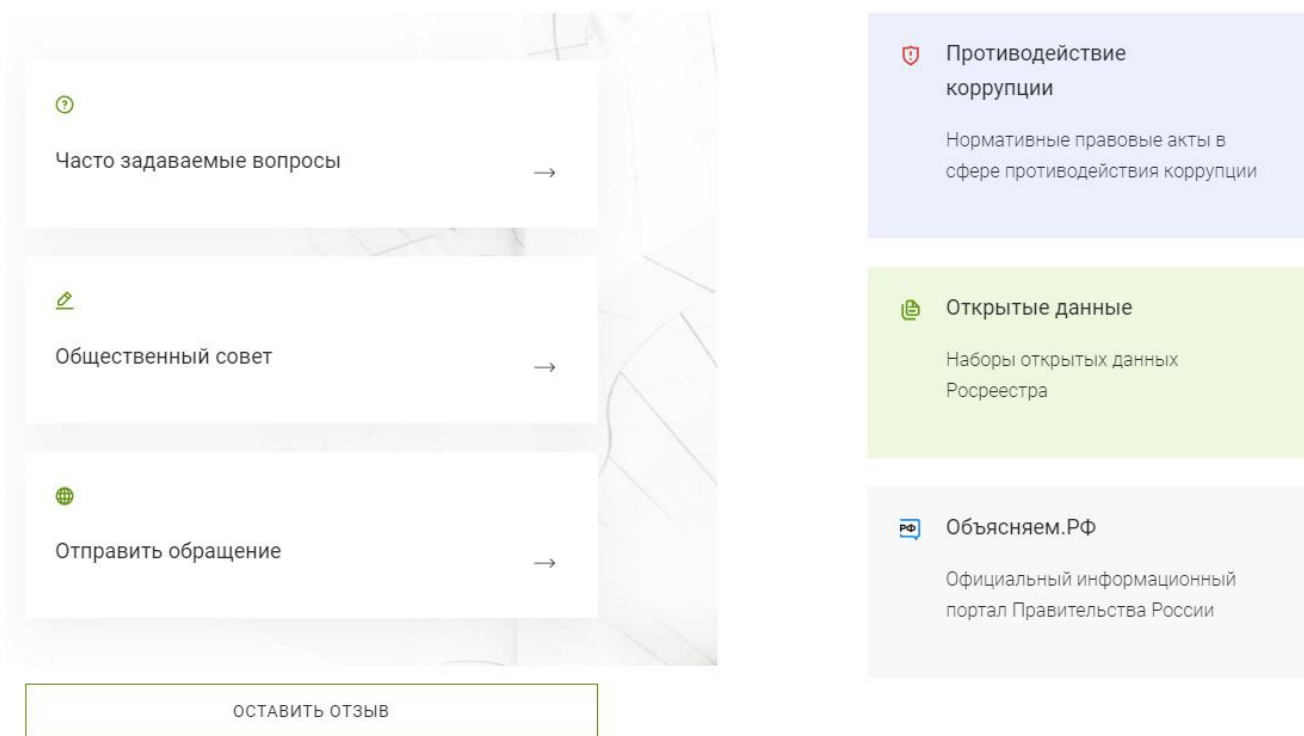 Часто задаваемые вопросы
Общественный совет
Отправить обращение
ОСТАВИТЬ ОТЗЫВ
Противодействие
коррупции
Нормативные правовые акты в
сфере противодействия коррупции
Открытые данные
Наборы открытых данных
Росреестра
РФ
Объясняем.РФ
Официальный информационный
портал Правительства России